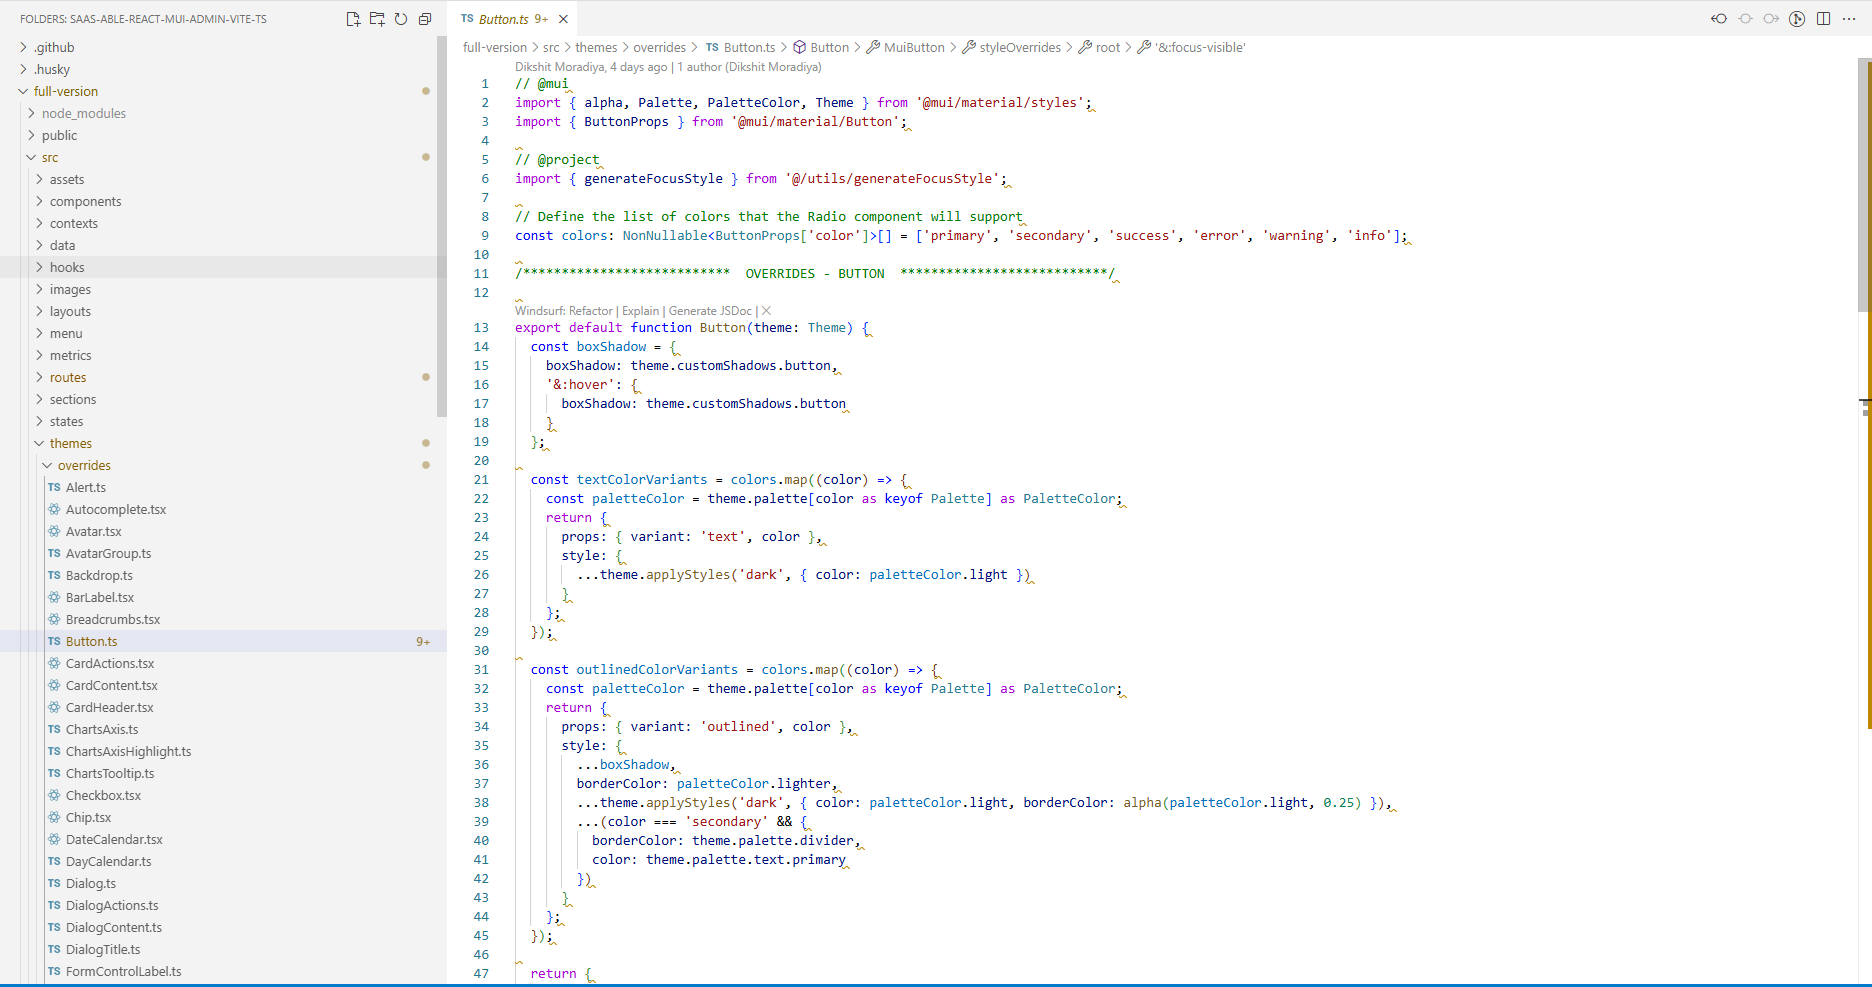 FOLDERS: SAAS-ABLE-REACT-MUI-ADMIN-VITE-TS
.github
.husky
full-version
node_modules
public
src
assets
components
contexts
data
hooks
images
layouts
menu
metrics
routes
sections
states
themes
overrides
TS Alert.ts
Autocomplete.tsx
Avatar.tsx
TS AvatarGroup.ts
TS Backdrop.ts
BarLabel.tsx
Breadcrumbs.tsx
TS Button.ts 9+
CardActions.tsx
CardContent.tsx
CardHeader.tsx
TS ChartsAxis.ts
TS ChartsAxisHighlight.ts
TS ChartsTooltip.ts
Checkbox.tsx
Chip.tsx
DateCalendar.tsx
TS DayCalendar.ts
TS Dialog.ts
TS DialogActions.ts
TS DialogContent.ts
TS DialogTitle.ts
TS FormControlLabel.ts
TS Button.ts 9+
full-version > src > themes > overrides > TS Button.ts > Button > MuiButton > styleOverrides > root > '&:focus-visible'
Dikshit Moradiya, 4 days ago | 1 author (Dikshit Moradiya)
1 // @mui
2 import { alpha, Palette, PaletteColor, Theme } from '@mui/material/styles';
3 import { ButtonProps } from '@mui/material/Button';
4
5 // @project
6 import { generateFocusStyle } from '@/utils/generateFocusStyle';
7
8 // Define the list of colors that the Radio component will support
9 const colors: NonNullable<ButtonProps['color']>[] = ['primary', 'secondary', 'success', 'error', 'warning', 'info'];
10
11 /*************************** OVERRIDES - BUTTON ***************************/
12
Windsurf: Refactor | Explain | Generate JSDoc | X
13 export default function Button(theme: Theme) {
14 const boxShadow = {
15 boxShadow: theme.customShadows.button,
16 '&:hover': {
17 boxShadow: theme.customShadows.button
18 }
19 };
20
21 const textColorVariants = colors.map((color) => {
22 const paletteColor = theme.palette[color as keyof Palette] as PaletteColor;
23 return {
24 props: { variant: 'text', color },
25 style: {
26 ...theme.applyStyles('dark', { color: paletteColor.light })
27 }
28 };
29 });
30
31 const outlinedColorVariants = colors.map((color) => {
32 const paletteColor = theme.palette[color as keyof Palette] as PaletteColor;
33 return {
34 props: { variant: 'outlined', color },
35 style: {
36 ...boxShadow,
37 borderColor: paletteColor.lighter,
38 ...theme.applyStyles('dark', { color: paletteColor.light, borderColor: alpha(paletteColor.light, 0.25) }),
39 ...(color === 'secondary' && {
40 borderColor: theme.palette.divider,
41 color: theme.palette.text.primary
42 })
43 }
44 };
45 });
46
47 return {